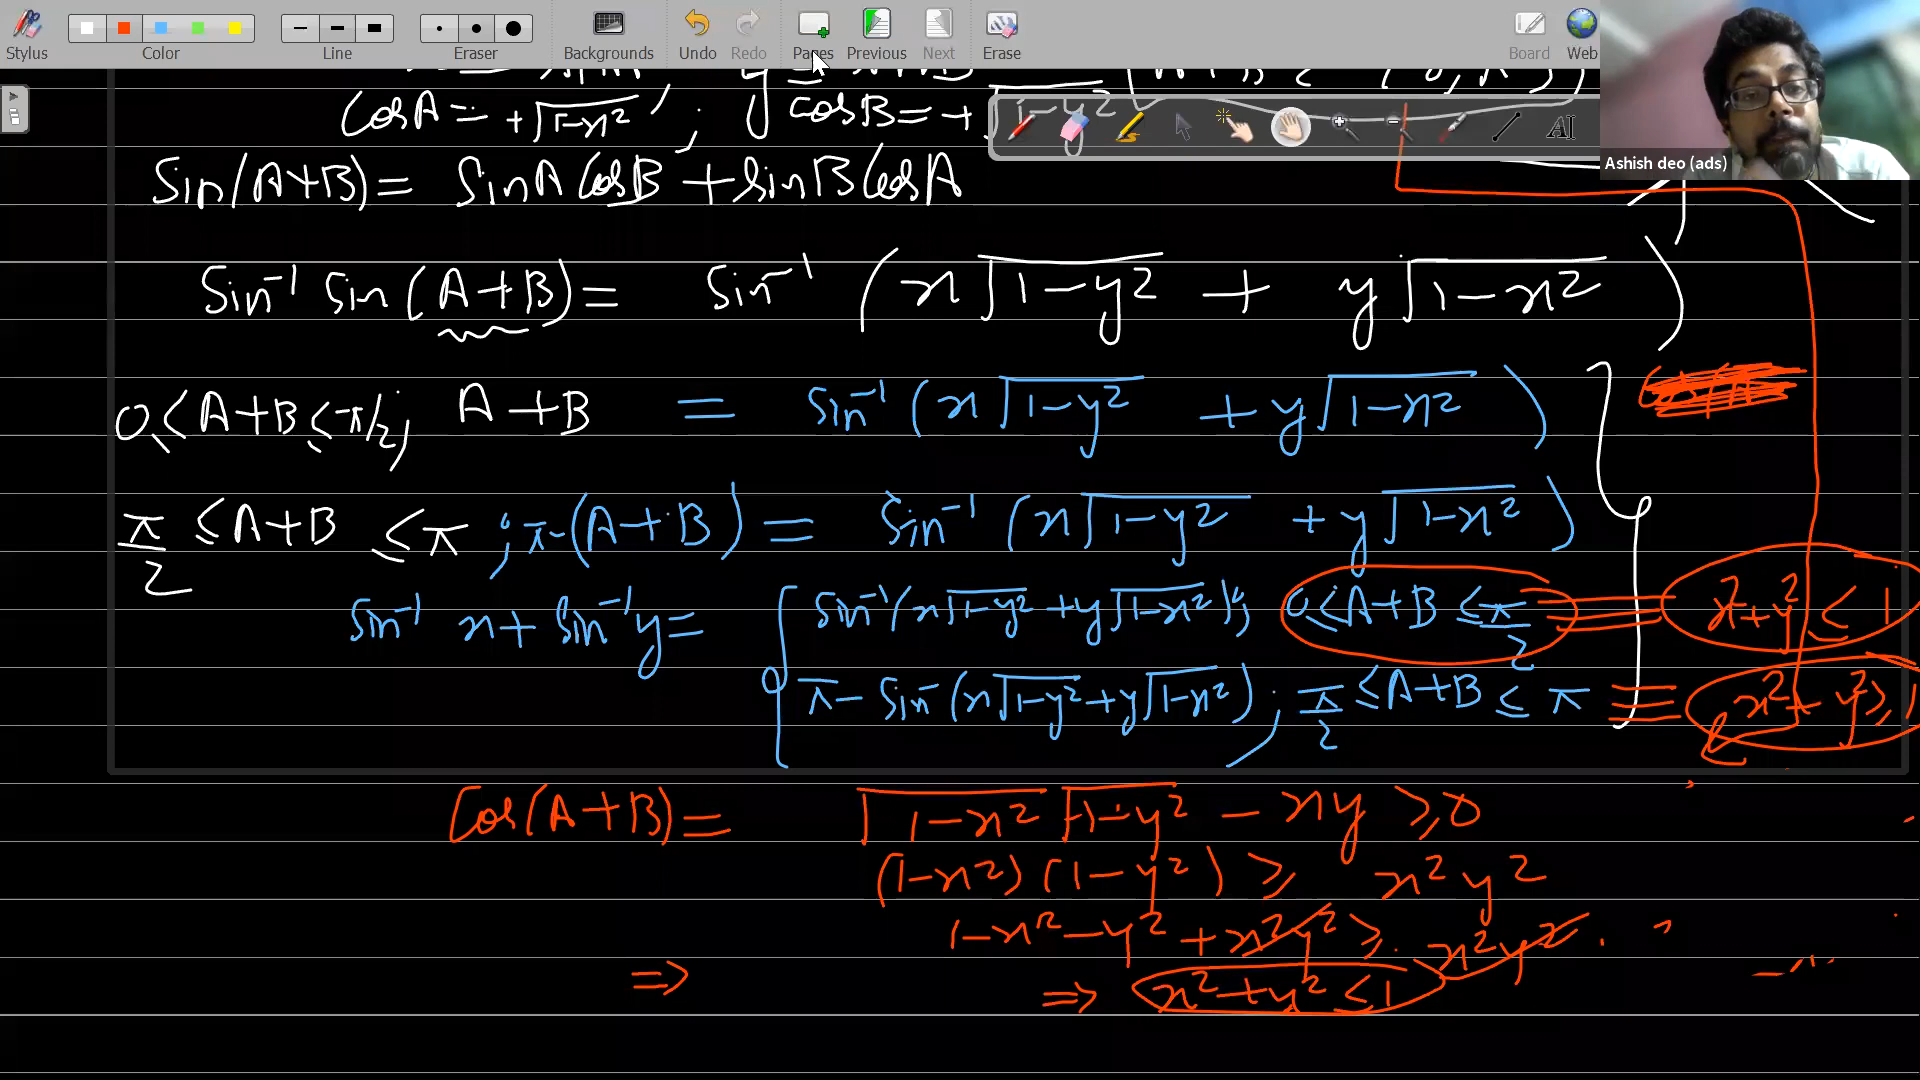 Stylus Color Line Eraser Backgrounds Undo Redo Pages Previous Next Erase Board Web
Ashish deo (ads)
CosA = +√1-x² ; y cosB = +√1-y²
Sin(A+B) = SinA CosB + SinB CosA
Sin⁻¹ Sin (A+B) = Sin⁻¹ (x√1-y² + y√1-x²)
0≤A+B≤π/2; A+B = Sin⁻¹ (x√1-y² + y√1-x²)
π/2 ≤A+B ≤π ; π-(A+B) = Sin⁻¹ (x√1-y² + y√1-x²)
Sin⁻¹ x + Sin⁻¹ y = { Sin⁻¹(x√1-y² + y√1-x²); 0≤A+B ≤π/2 ≡ x²+y² ≤ 1
π - Sin⁻ (x√1-y² + y√1-x²) ; π/2 ≤A+B ≤ π ≡ x²+y²≥1
Cos(A+B) = √1-x² √1-y² - xy ≥0
(1-x²) (1-y²) ≥ x²y²
1-x²-y² + x²y² ≥ x²y²
⇒ ⇒ x²+y² ≤1